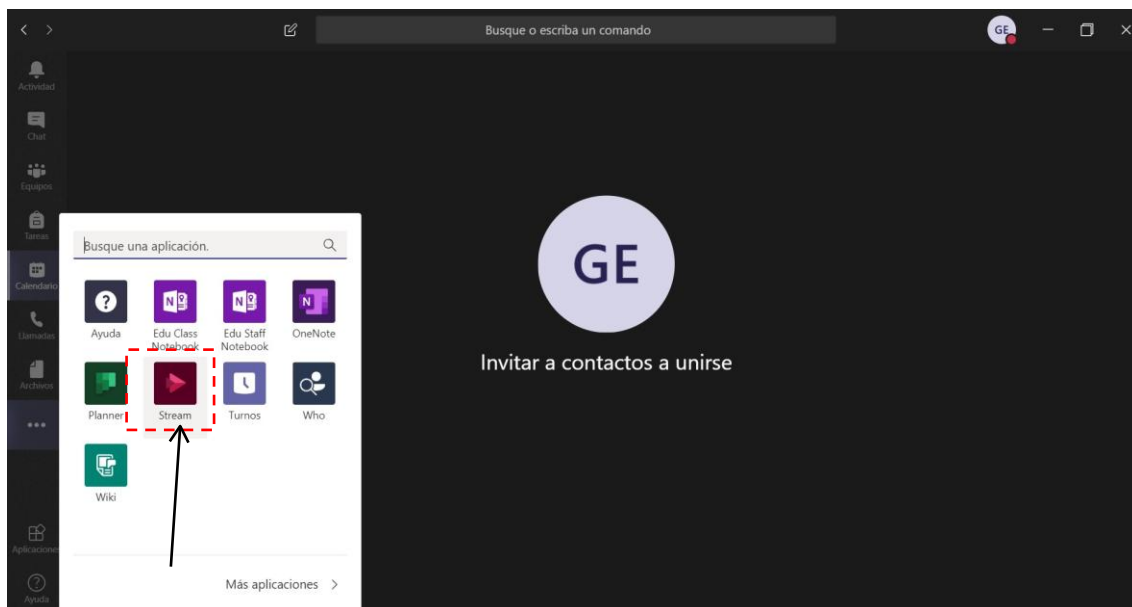 Busque o escriba un comando
GE
Actividad
Chat
Equipos
Tareas
Calendario
Llamadas
Archivos
Aplicaciones
Ayuda
Busque una aplicación.
Ayuda
Edu Class
Notebook
Edu Staff
Notebook
OneNote
Planner
Stream
Turnos
Who
Wiki
Más aplicaciones
GE
Invitar a contactos a unirse